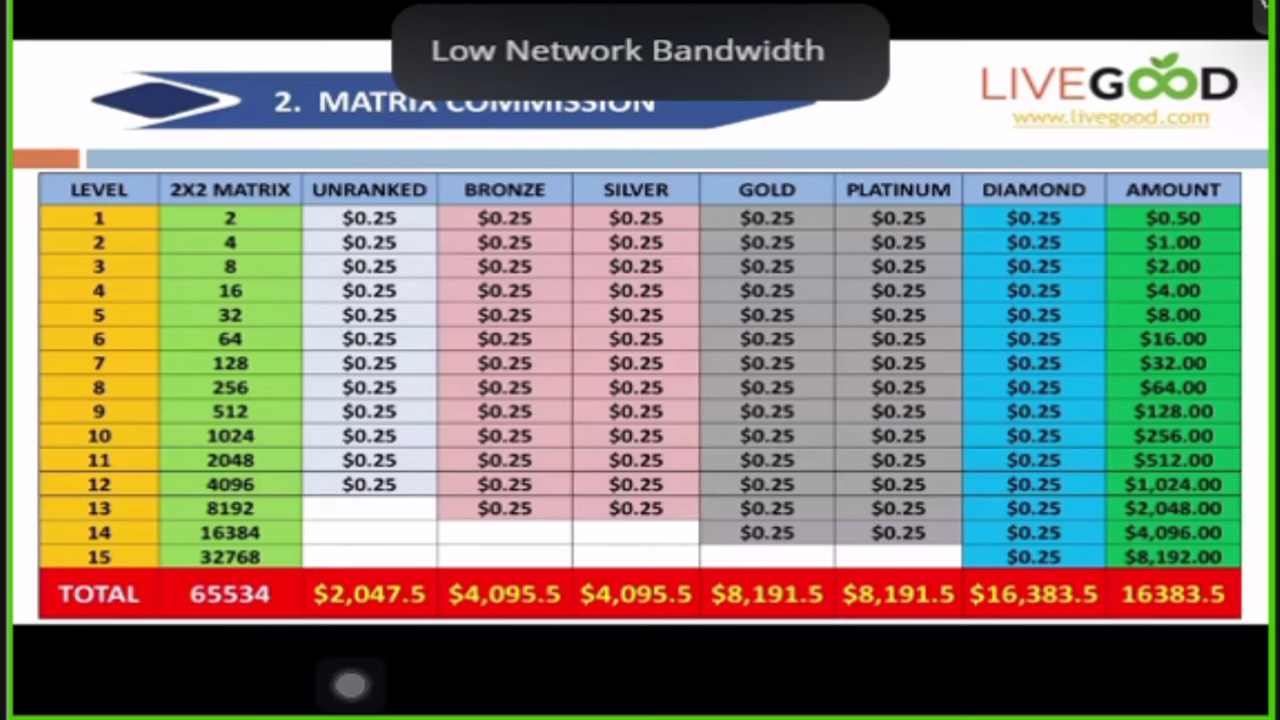 Low Network Bandwidth
2. MATRIX COMMISSION
LIVEGOOD
www.livegood.com
LEVEL 2X2 MATRIX UNRANKED BRONZE SILVER GOLD PLATINUM DIAMOND AMOUNT
1 2 $0.25 $0.25 $0.25 $0.25 $0.25 $0.25 $0.50
2 4 $0.25 $0.25 $0.25 $0.25 $0.25 $0.25 $1.00
3 8 $0.25 $0.25 $0.25 $0.25 $0.25 $0.25 $2.00
4 16 $0.25 $0.25 $0.25 $0.25 $0.25 $0.25 $4.00
5 32 $0.25 $0.25 $0.25 $0.25 $0.25 $0.25 $8.00
6 64 $0.25 $0.25 $0.25 $0.25 $0.25 $0.25 $16.00
7 128 $0.25 $0.25 $0.25 $0.25 $0.25 $0.25 $32.00
8 256 $0.25 $0.25 $0.25 $0.25 $0.25 $0.25 $64.00
9 512 $0.25 $0.25 $0.25 $0.25 $0.25 $0.25 $128.00
10 1024 $0.25 $0.25 $0.25 $0.25 $0.25 $0.25 $256.00
11 2048 $0.25 $0.25 $0.25 $0.25 $0.25 $0.25 $512.00
12 4096 $0.25 $0.25 $0.25 $0.25 $0.25 $0.25 $1,024.00
13 8192 $0.25 $0.25 $0.25 $0.25 $0.25 $2,048.00
14 16384 $0.25 $0.25 $0.25 $4,096.00
15 32768 $0.25 $8,192.00
TOTAL 65534 $2,047.5 $4,095.5 $4,095.5 $8,191.5 $8,191.5 $16,383.5 16383.5